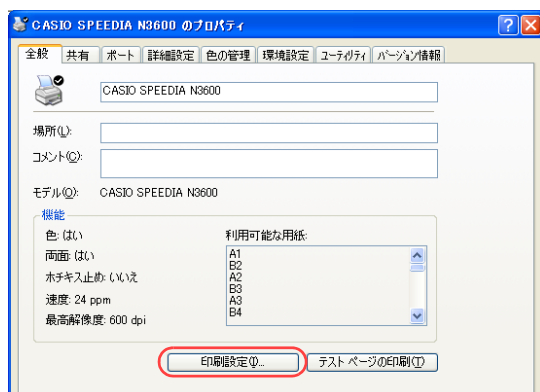 CASIO SPEEDIA N3600 のプロパティ
全般 共有 ポート 詳細設定 色の管理 環境設定 ユーティリティ バージョン情報
CASIO SPEEDIA N3600
場所(L):
コメント(C):
モデル(O): CASIO SPEEDIA N3600
機能
色: はい
両面: はい
ホチキス止め: いいえ
速度: 24 ppm
最高解像度: 600 dpi
利用可能な用紙:
A1
B2
A2
B3
A3
B4
印刷設定(I)...
テスト ページの印刷(T)